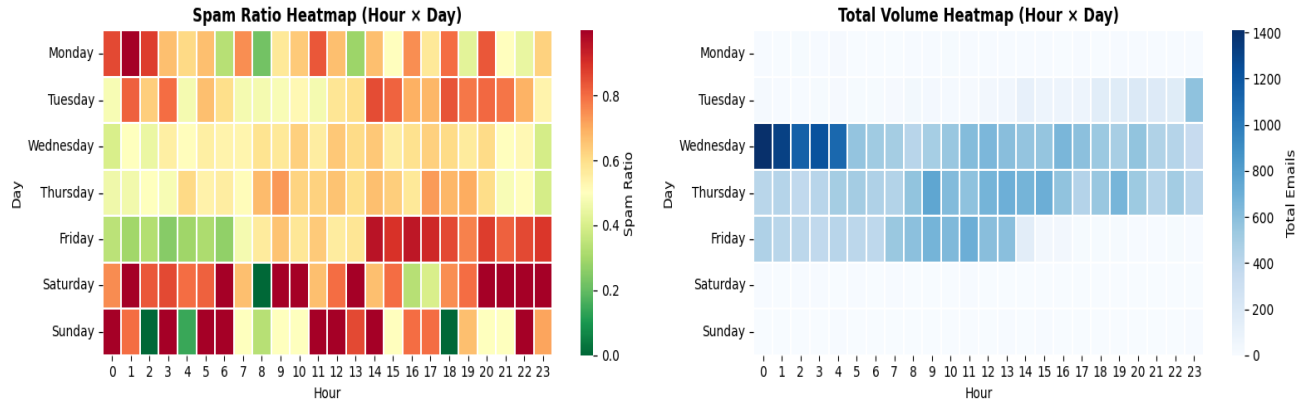 Spam Ratio Heatmap (Hour × Day)
Monday
Tuesday
Wednesday
Thursday
Friday
Saturday
Sunday
Day
0 1 2 3 4 5 6 7 8 9 10 11 12 13 14 15 16 17 18 19 20 21 22 23
Hour
0.8
0.6
0.4
0.2
0.0
Spam Ratio
Total Volume Heatmap (Hour × Day)
Monday
Tuesday
Wednesday
Thursday
Friday
Saturday
Sunday
Day
0 1 2 3 4 5 6 7 8 9 10 11 12 13 14 15 16 17 18 19 20 21 22 23
Hour
1400
1200
1000
800
600
400
200
0
Total Emails